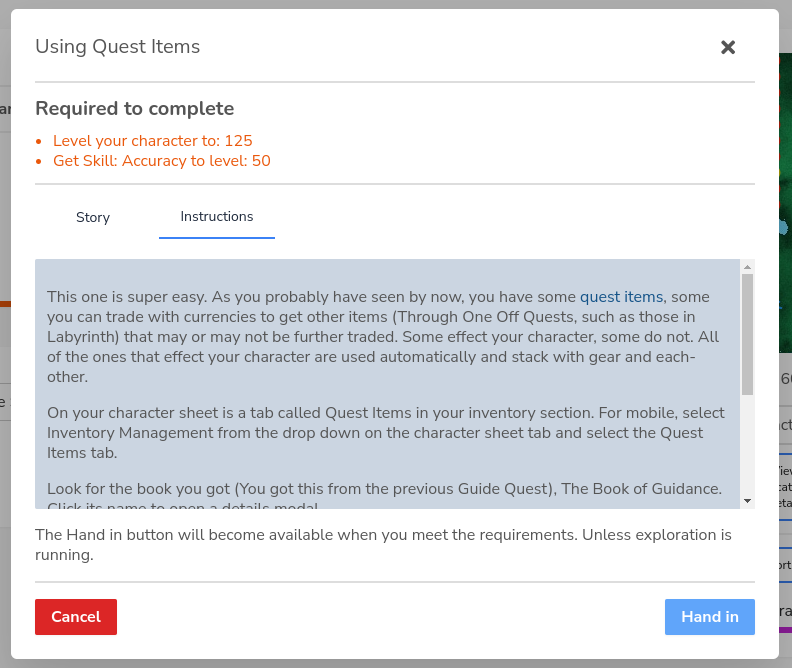 Using Quest Items
Required to complete
Level your character to: 125
Get Skill: Accuracy to level: 50
Story
Instructions
This one is super easy. As you probably have seen by now, you have some quest items, some
you can trade with currencies to get other items (Through One Off Quests, such as those in
Labyrinth) that may or may not be further traded. Some effect your character, some do not. All
of the ones that effect your character are used automatically and stack with gear and each-
other.
On your character sheet is a tab called Quest Items in your inventory section. For mobile, select
Inventory Management from the drop down on the character sheet tab and select the Quest
Items tab.
Look for the book you got (You got this from the previous Guide Quest), The Book of Guidance.
Click its name to open a details modal
The Hand in button will become available when you meet the requirements. Unless exploration is
running.
Cancel
Hand in